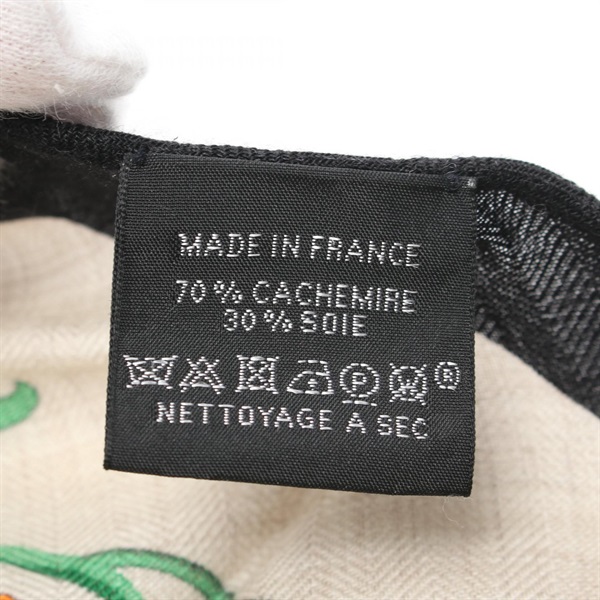 MADE IN FRANCE
70% CACHEMIRE
30% SOIE
P W ®
NETTOYAGE A SEC